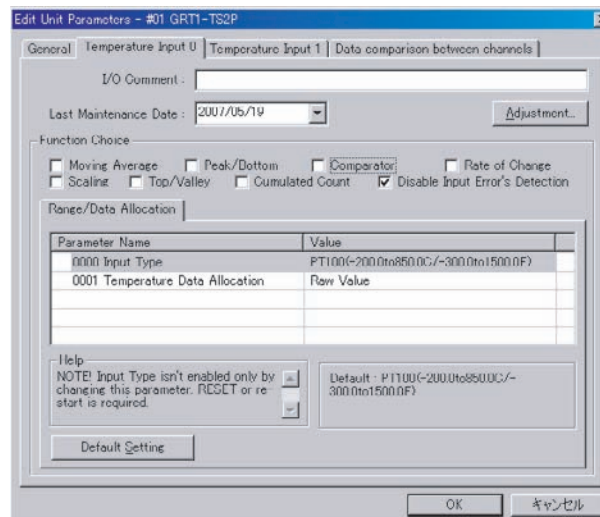 Edit Unit Parameters - #01 GRT1-TS2P
General Temperature Input 0 Temperature Input 1 Data comparison between channels
I/O Comment :
Last Maintenance Date : 2007/05/19 Adjustment...
Function Choice
Moving Average Peak/Bottom Comparator Rate of Change
Scaling Top/Valley Cumulated Count Disable Input Error's Detection
Range/Data Allocation
Parameter Name Value
0000 Input Type PT100(-200.0to850.0C/-300.0to1500.0F)
0001 Temperature Data Allocation Raw Value
Help
NOTE! Input Type isn't enabled only by
changing this parameter. RESET or re-
start is required.
Default : PT100(-200.0to850.0C/-
300.0to1500.0F)
Default Setting
OK キャンセル